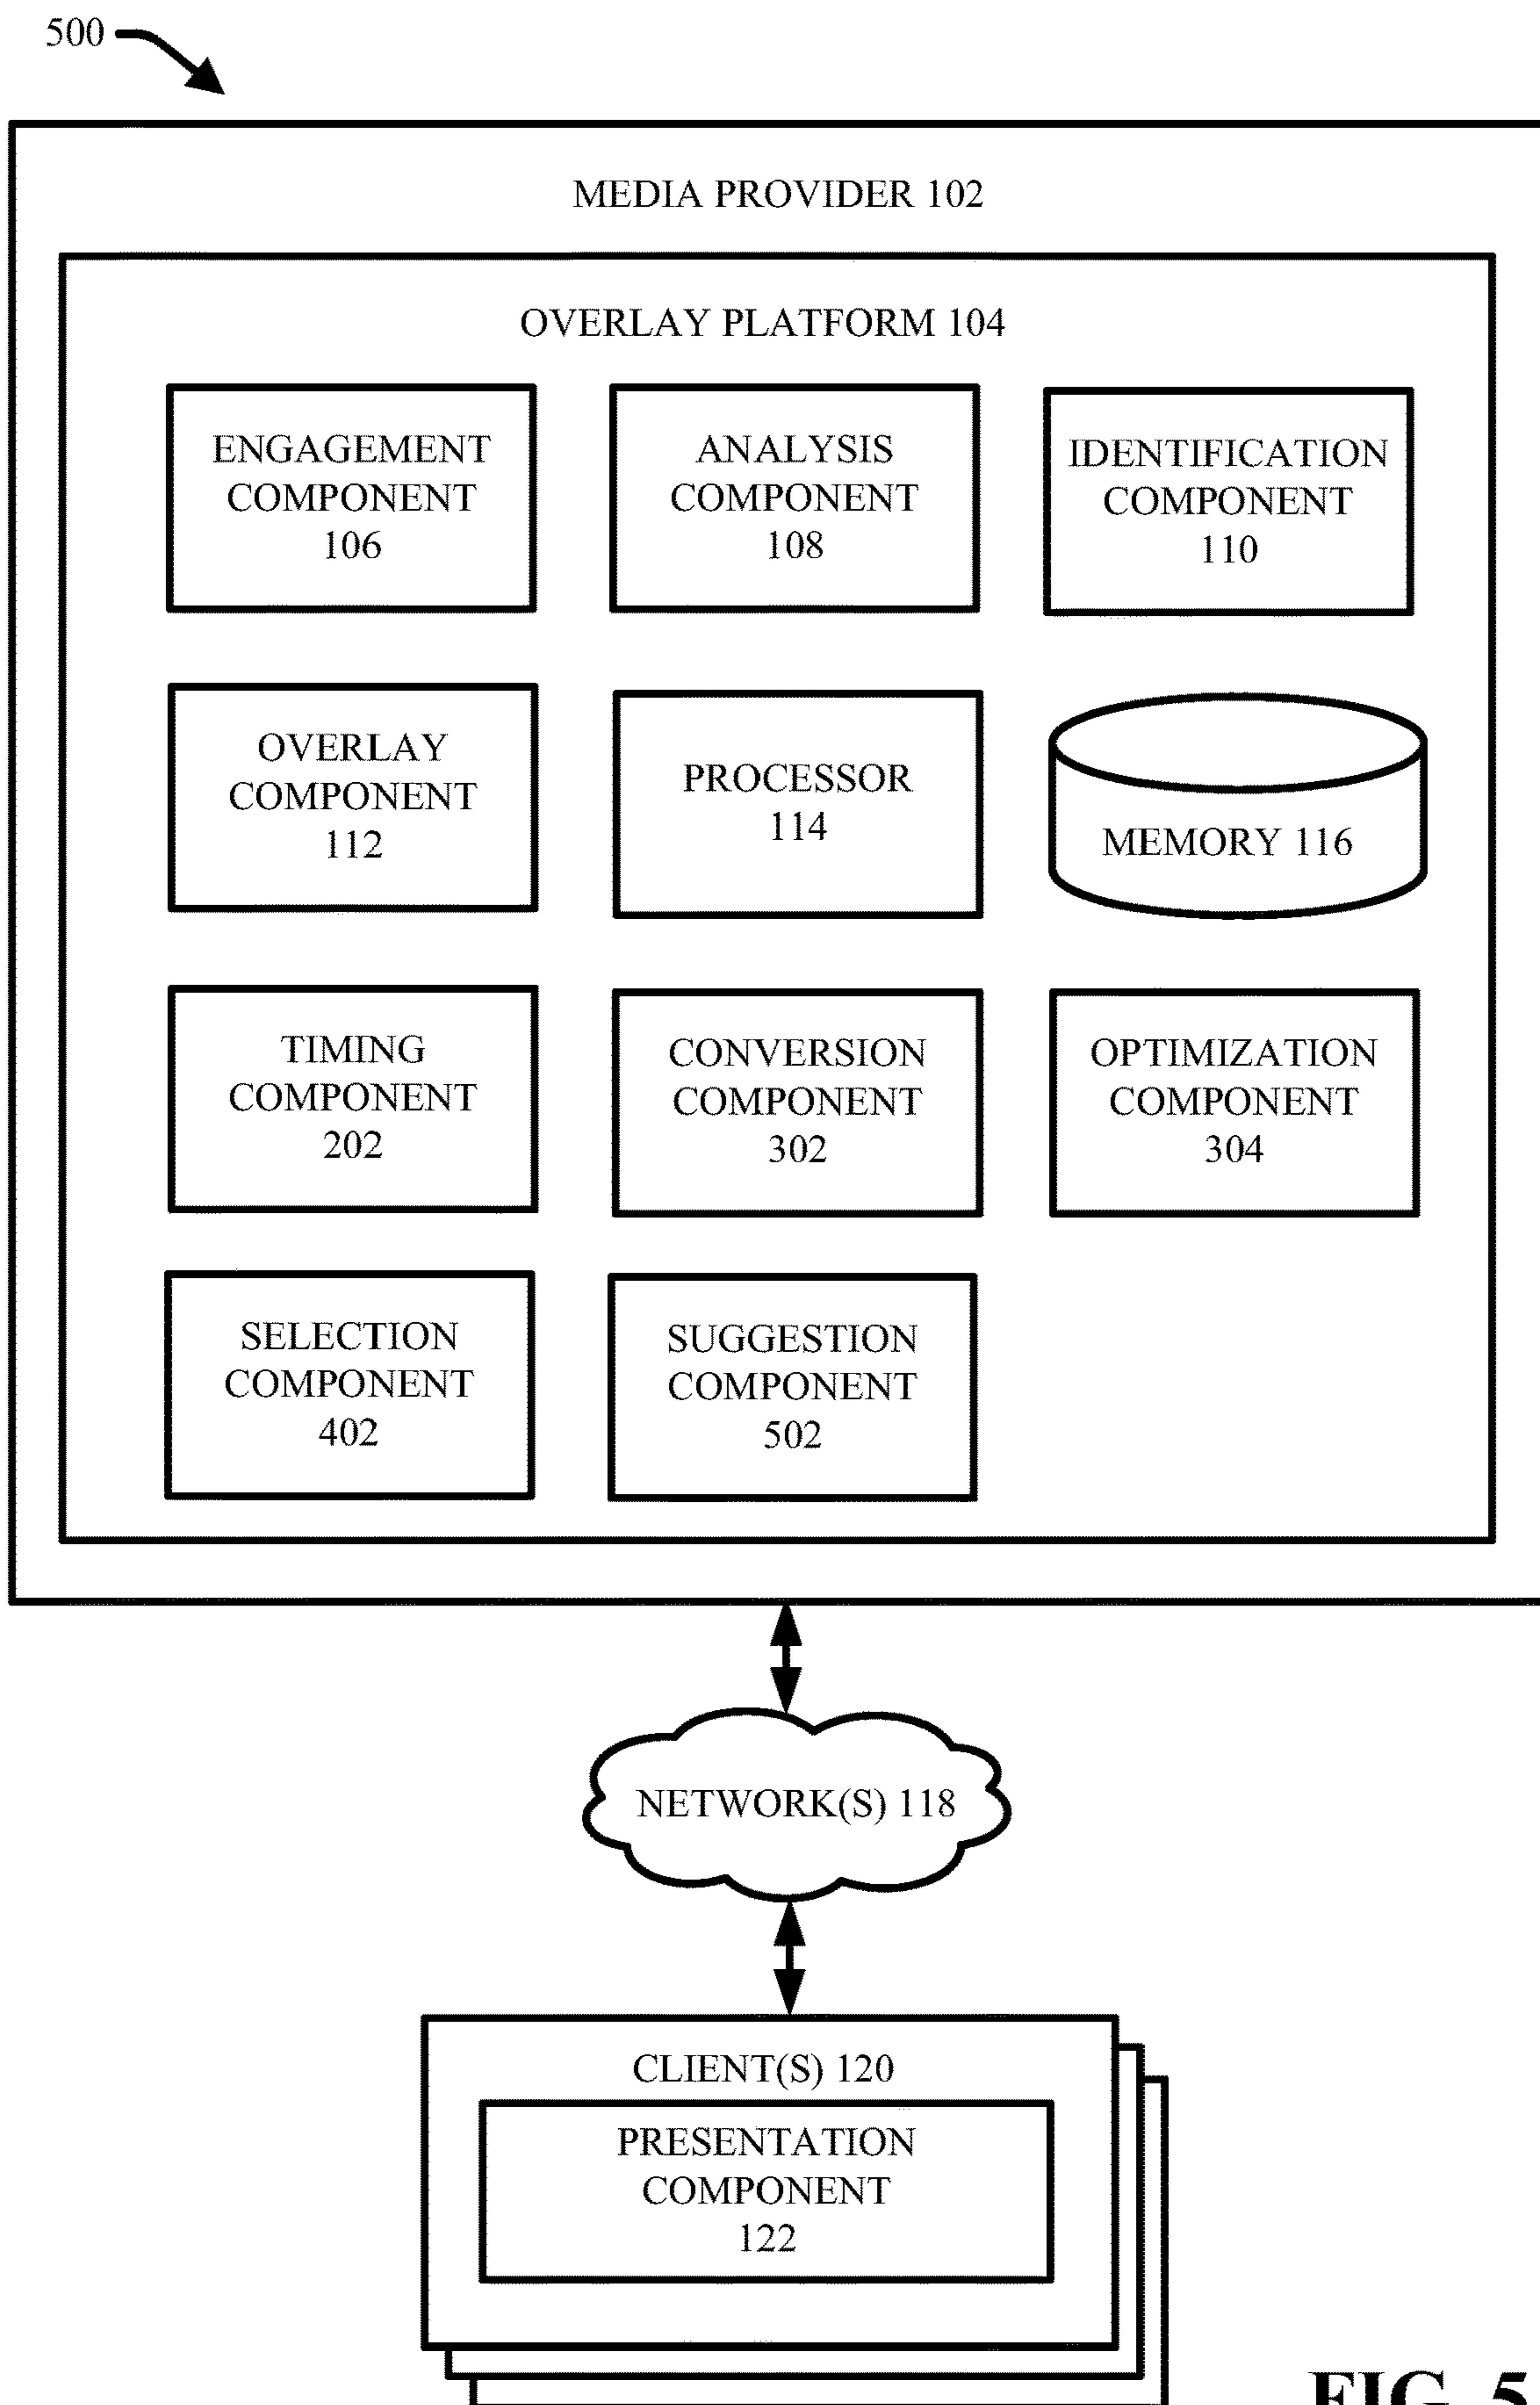 500
MEDIA PROVIDER 102
OVERLAY PLATFORM 104
ENGAGEMENT
COMPONENT
106
ANALYSIS
COMPONENT
108
IDENTIFICATION
COMPONENT
110
OVERLAY
COMPONENT
112
PROCESSOR
114
MEMORY 116
TIMING
COMPONENT
202
CONVERSION
COMPONENT
302
OPTIMIZATION
COMPONENT
304
SELECTION
COMPONENT
402
SUGGESTION
COMPONENT
502
NETWORK(S) 118
CLIENT(S) 120
PRESENTATION
COMPONENT
122
FIG. 5